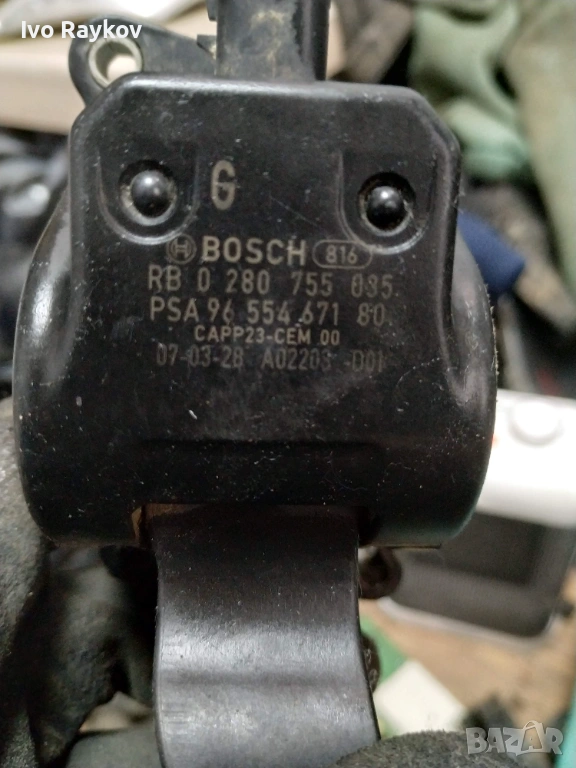 Ivo Raykov
G
BOSCH 816
RB 0 280 755 035
PSA 96 554 671 80
CAPP23-CEM 00
07-03-28 A02203 -D01
BAZAR